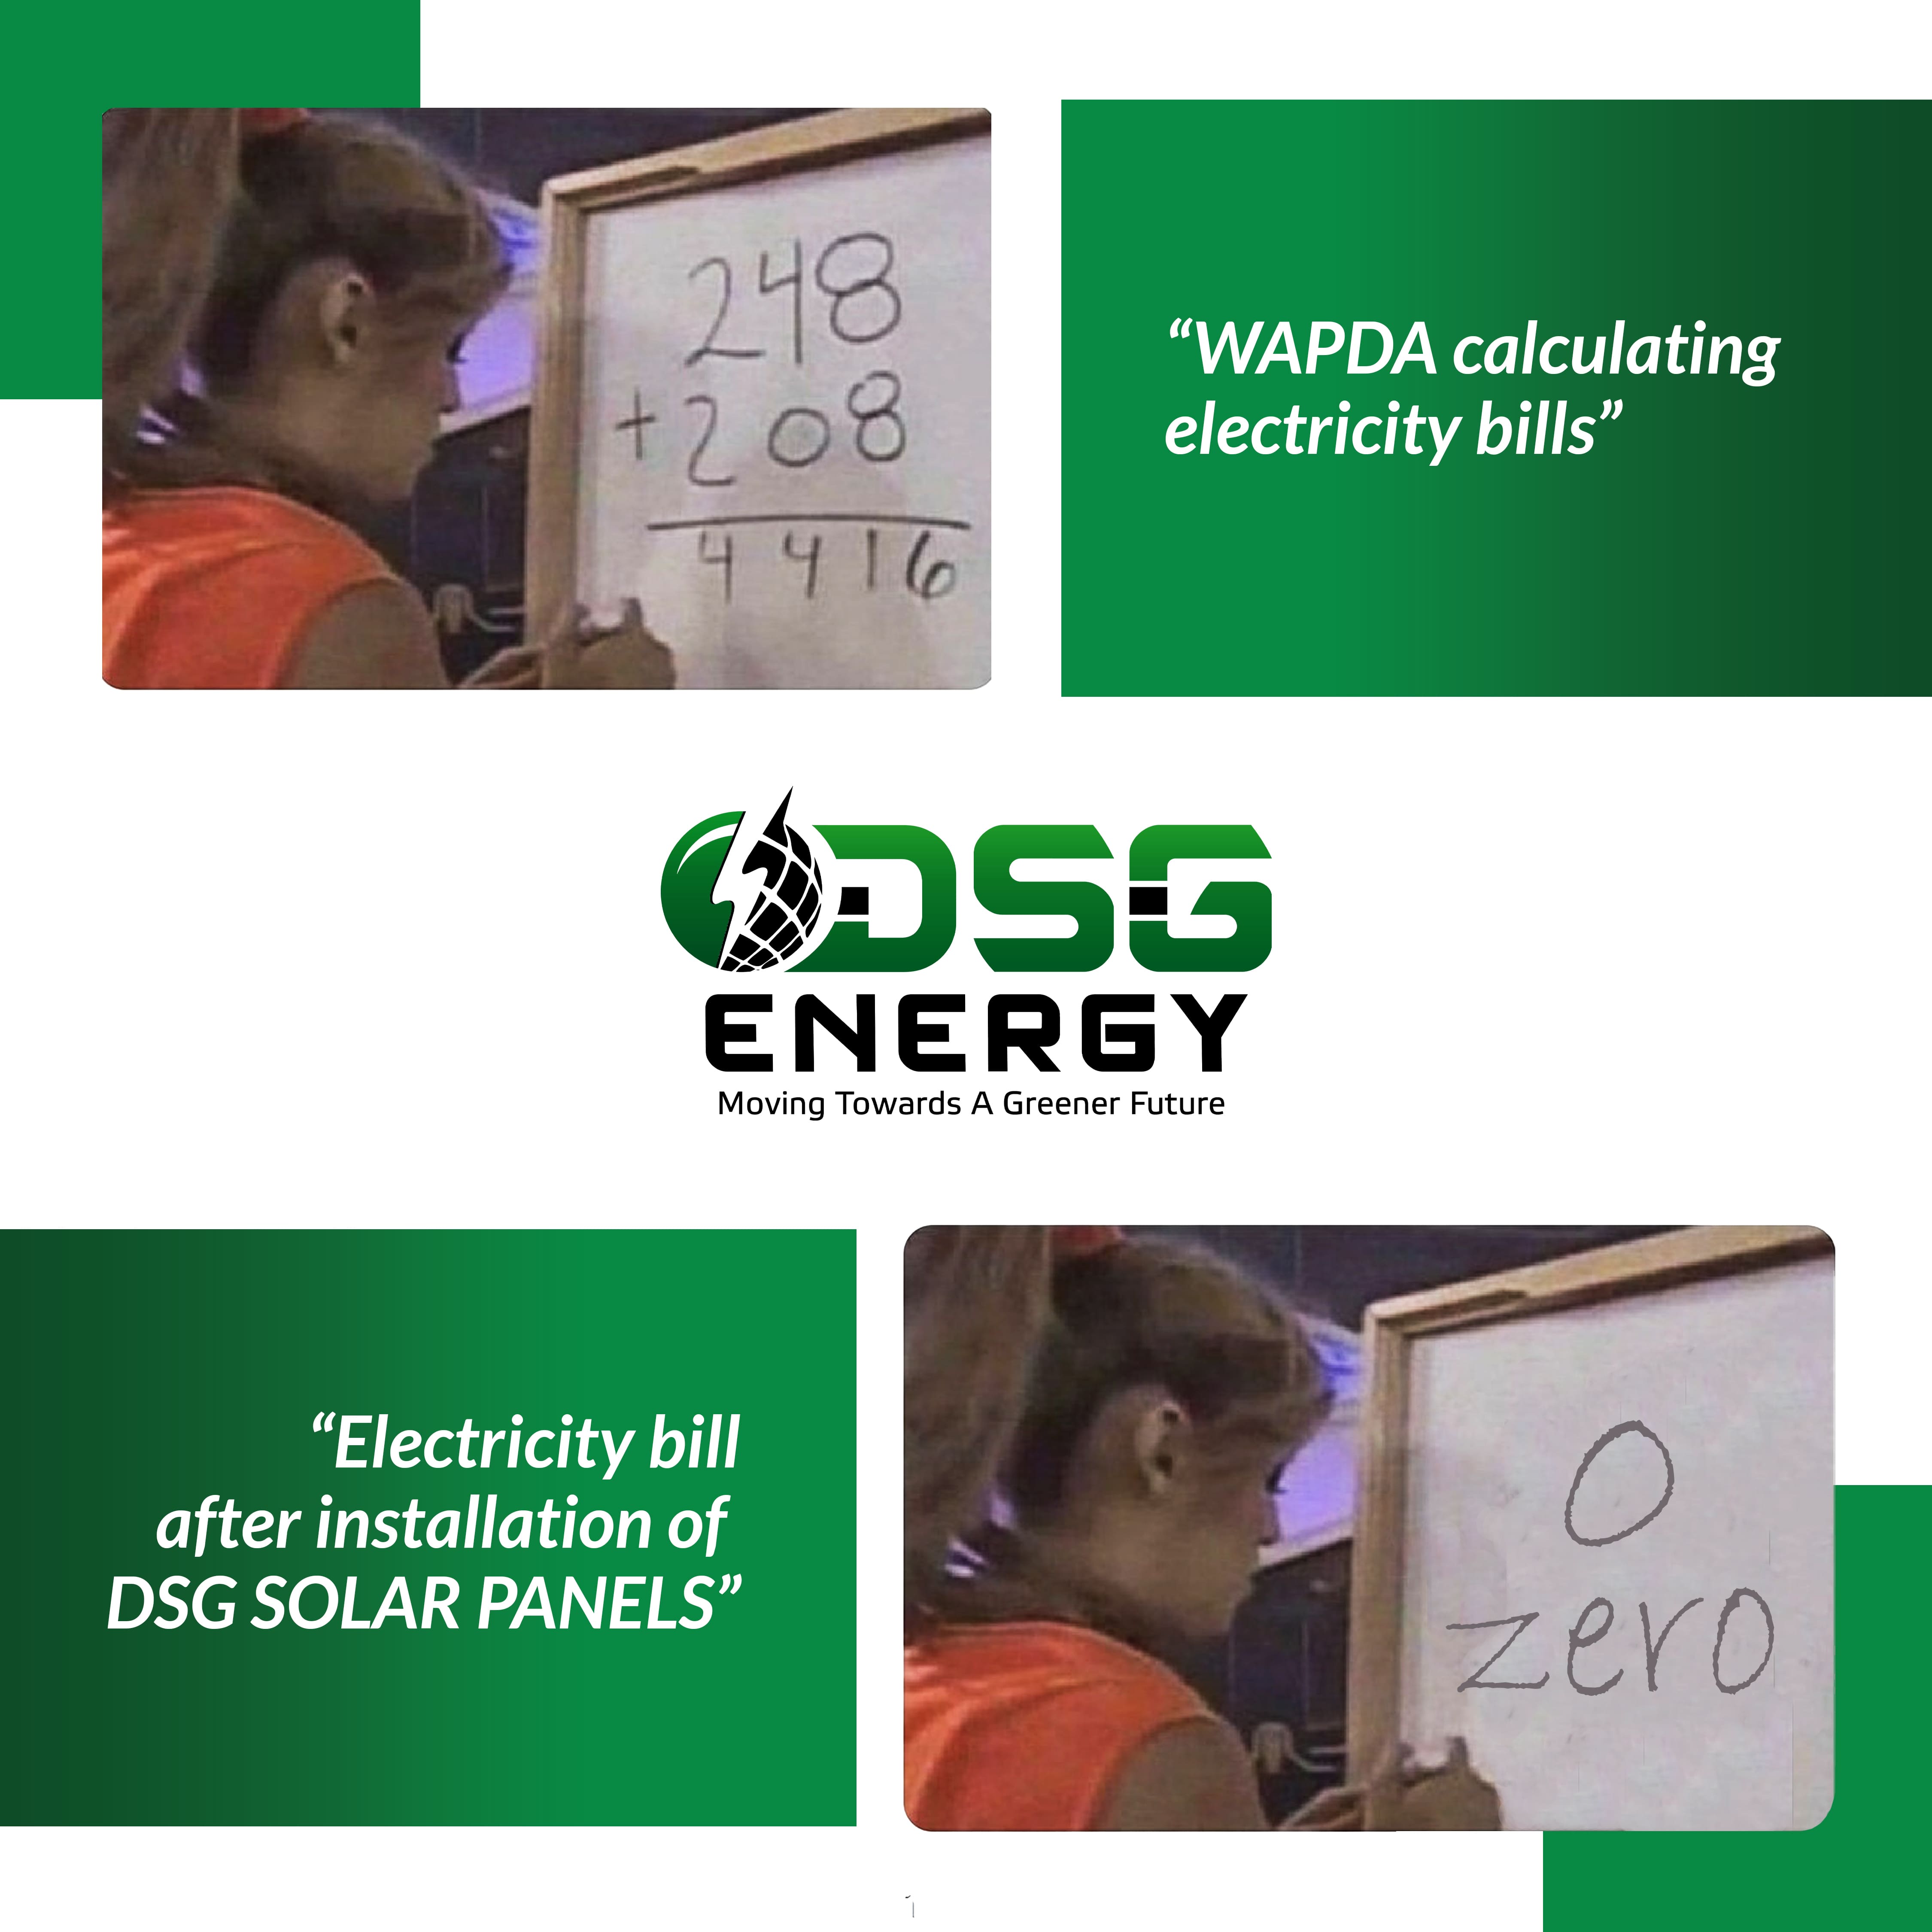 248
+208
4416
“WAPDA calculating
electricity bills”
DSG
ENERGY
Moving Towards A Greener Future
“Electricity bill
after installation of
DSG SOLAR PANELS”
0
zero